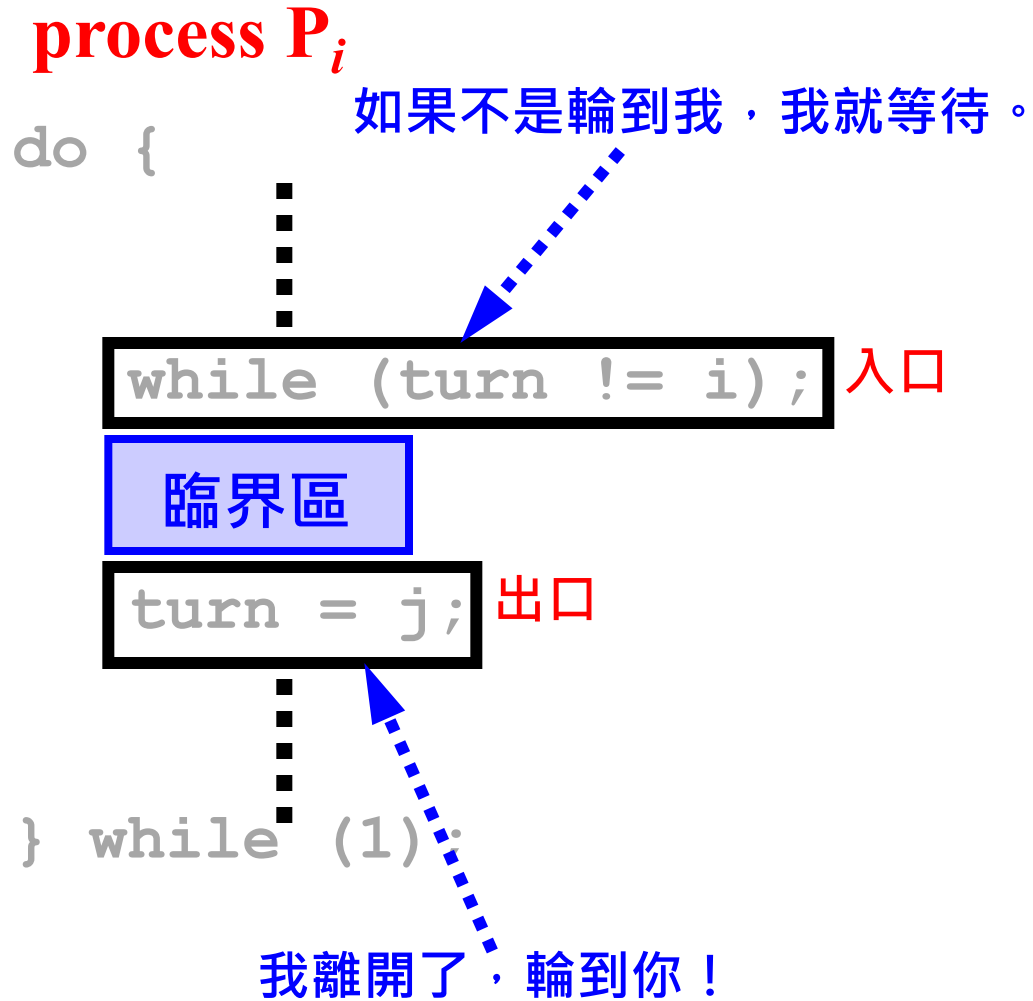 process Pi
如果不是輪到我，我就等待。
do {
while (turn != i); 入口
臨界區
turn = j; 出口
} while (1);
我離開了，輪到你！